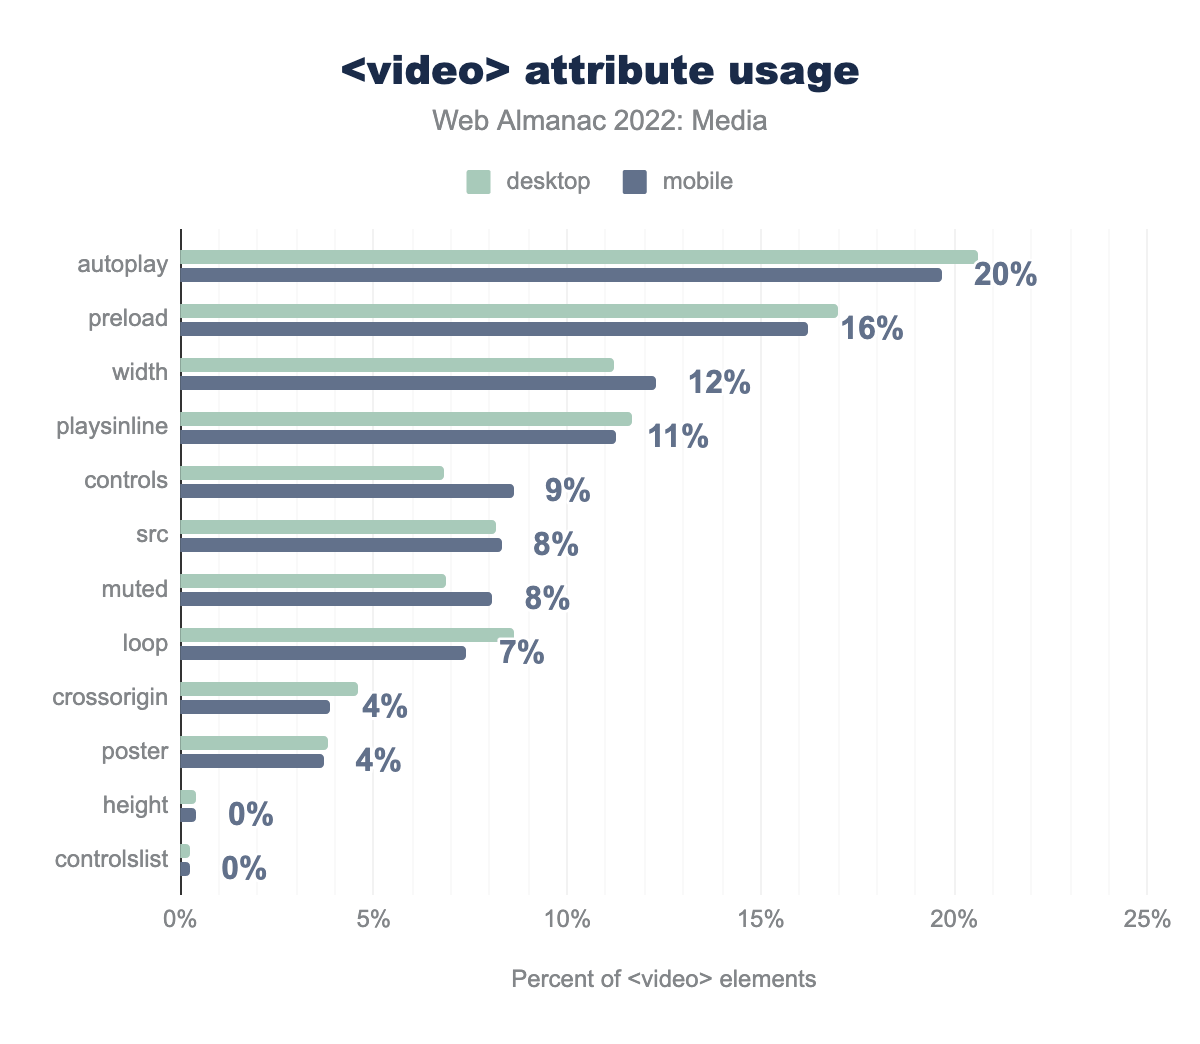 <video> attribute usage
Web Almanac 2022: Media
desktop mobile
autoplay 20%
preload 16%
width 12%
playsinline 11%
controls 9%
src 8%
muted 8%
loop 7%
crossorigin 4%
poster 4%
height 0%
controlslist 0%
0% 5% 10% 15% 20% 25%
Percent of <video> elements